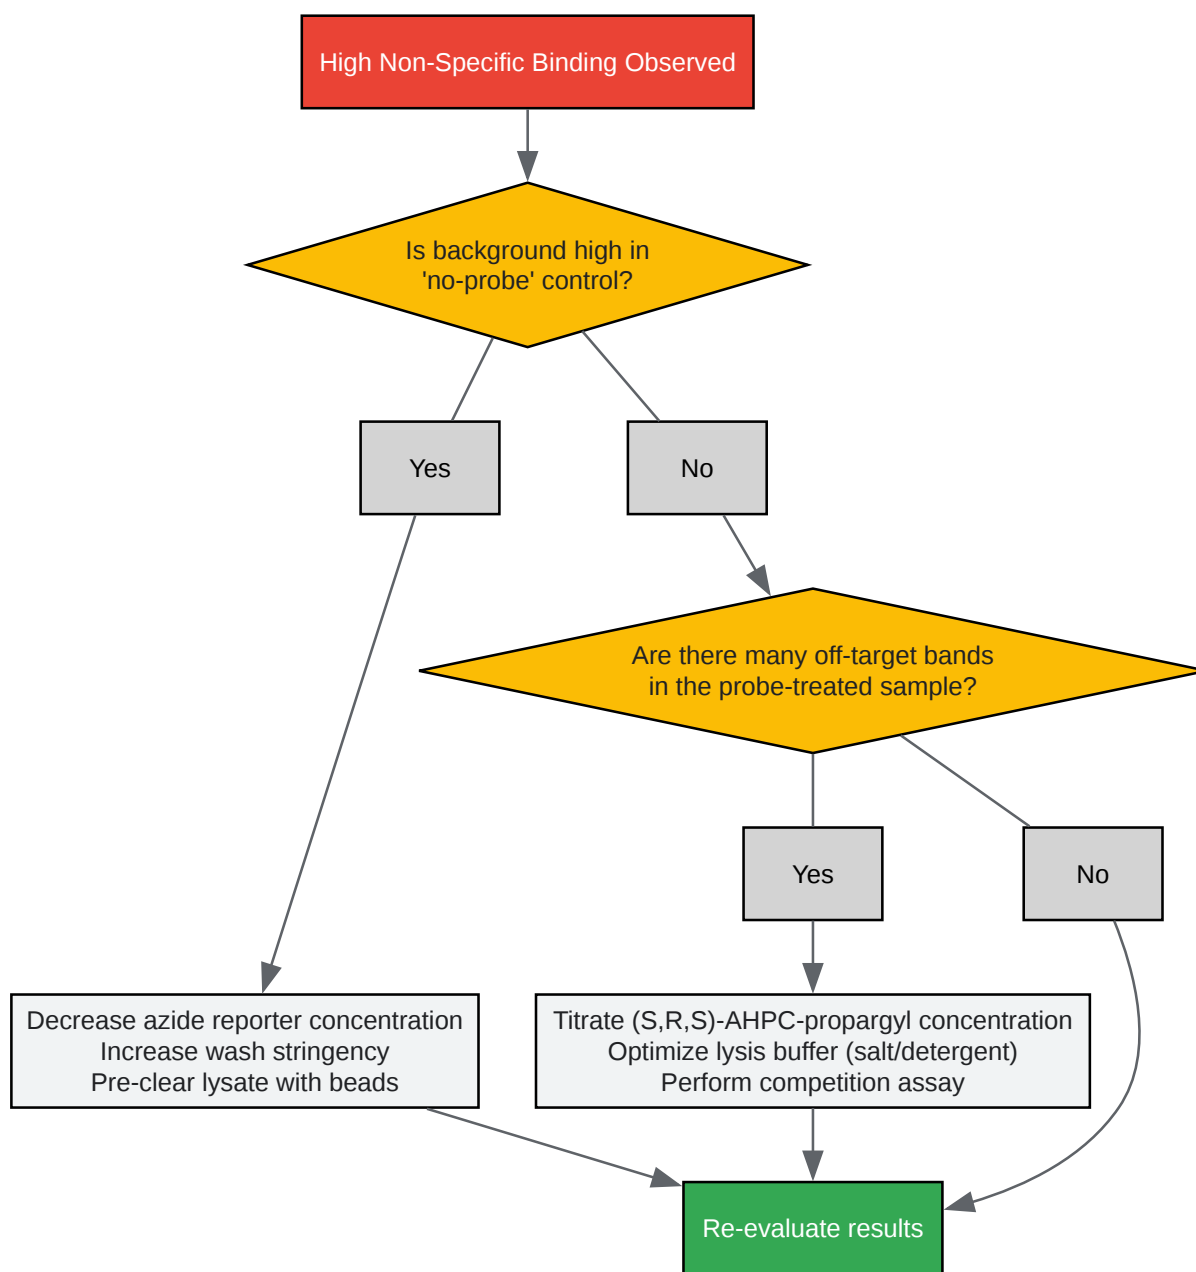 High Non-Specific Binding Observed
Is background high in
'no-probe' control?
Yes
No
Are there many off-target bands
in the probe-treated sample?
Yes
No
Decrease azide reporter concentration
Increase wash stringency
Pre-clear lysate with beads
Titrate (S,R,S)-AHPC-propargyl concentration
Optimize lysis buffer (salt/detergent)
Perform competition assay
Re-evaluate results